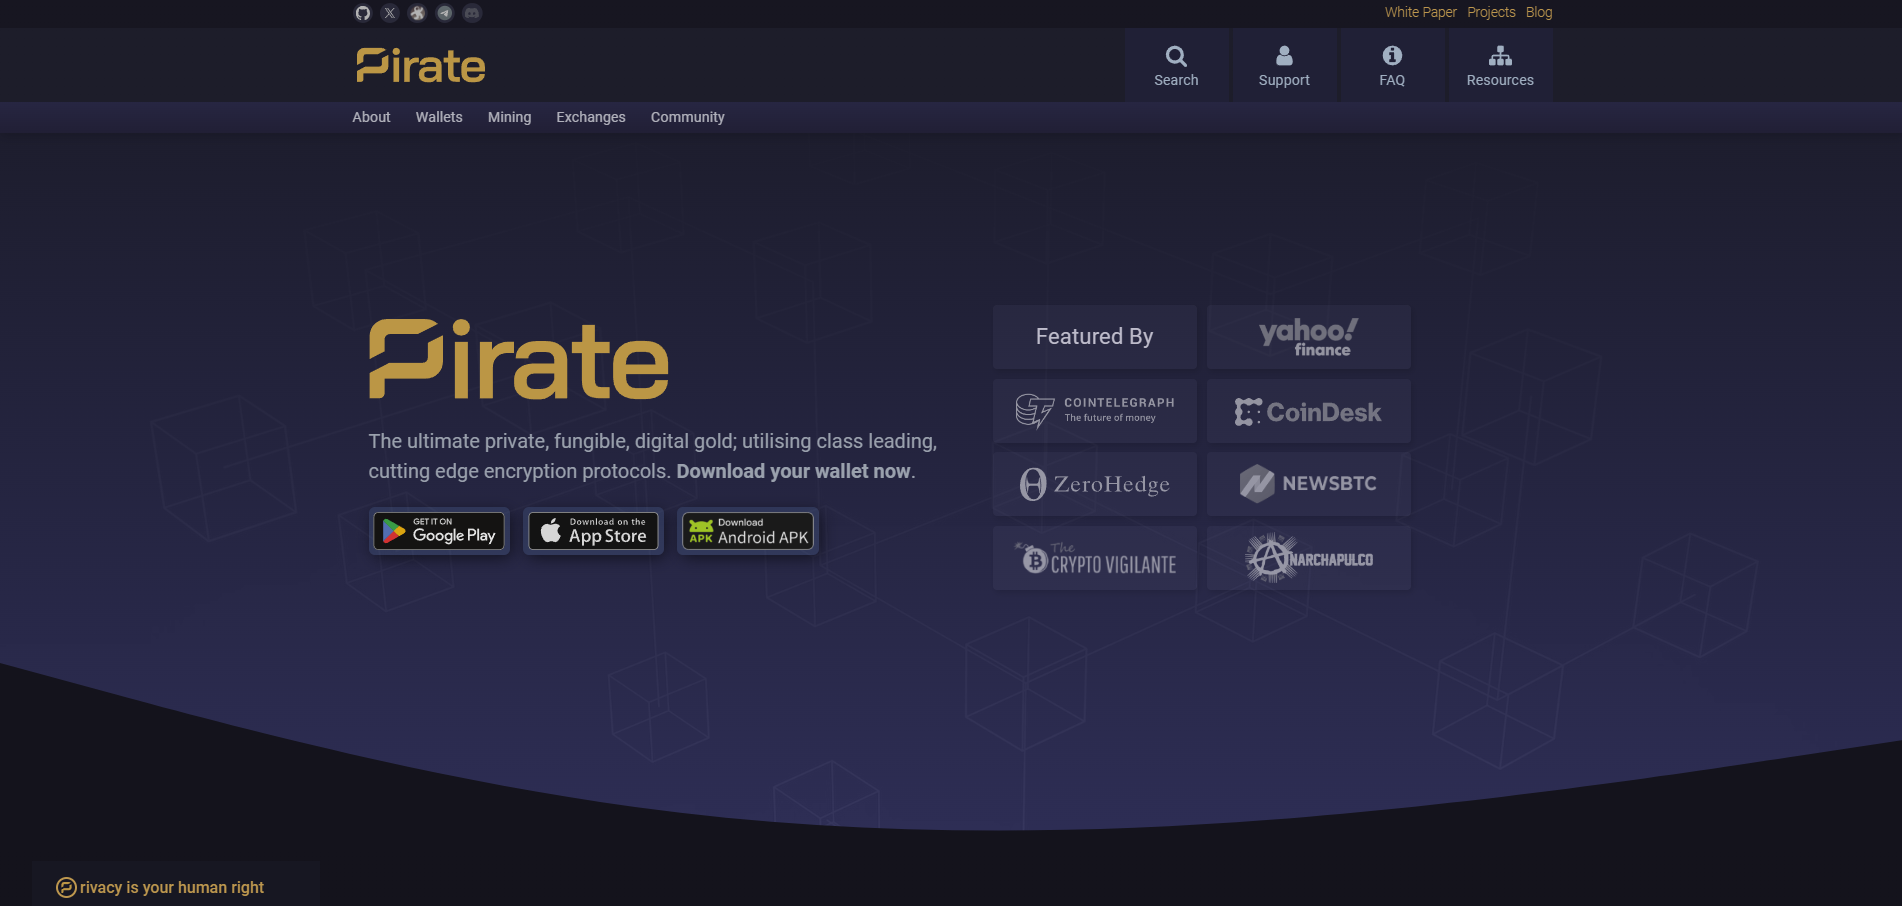 White Paper Projects Blog
Pirate
Search Support FAQ Resources
About Wallets Mining Exchanges Community
Pirate
The ultimate private, fungible, digital gold; utilising class leading,
cutting edge encryption protocols. Download your wallet now.
GET IT ON
Google Play
Download on the
App Store
Download
APK Android APK
Featured By
yahoo!
finance
COINTELEGRAPH
The future of money
CoinDesk
ZeroHedge
NEWSBTC
The
CRYPTO VIGILANTE
ANARCHAPULCO
Privacy is your human right